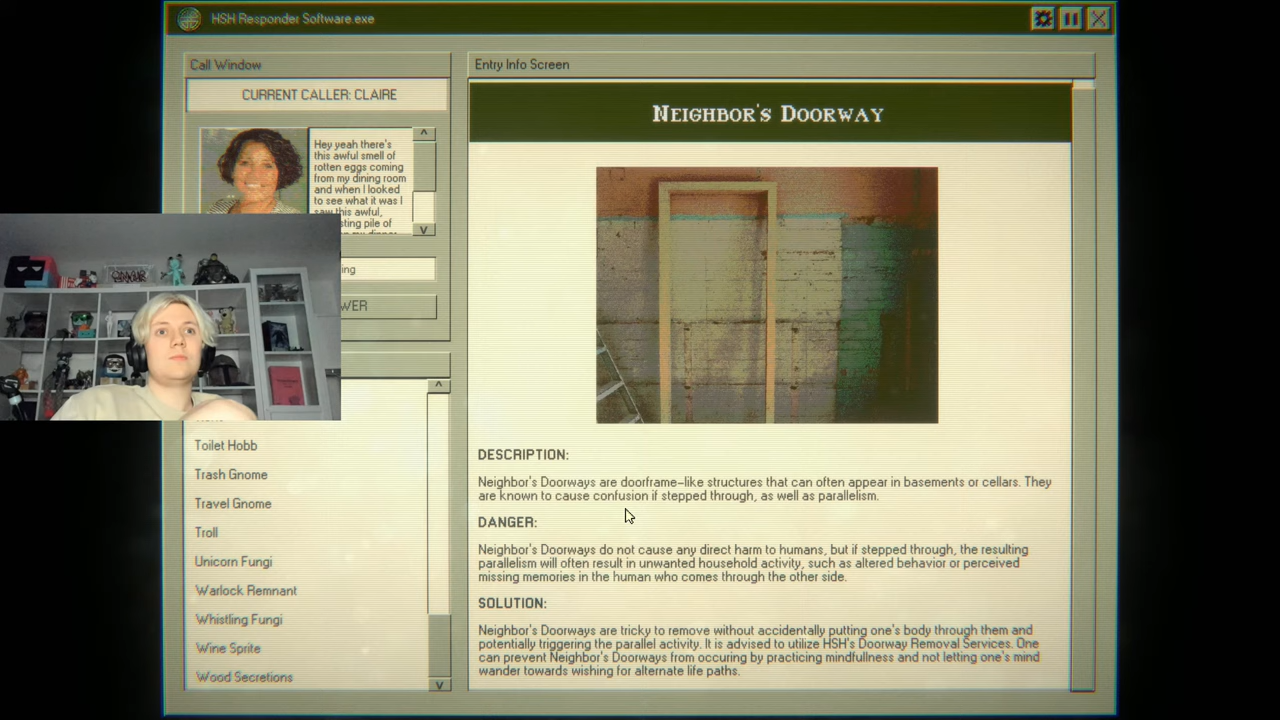 HSH Responder Software.exe
Call Window
CURRENT CALLER: CLAIRE
Hey yeah there's
this awful smell of
rotten eggs coming
from my dining room
and when I looked
to see what it was I
saw this awful,
Toilet Hobb
Trash Gnome
Travel Gnome
Troll
Unicorn Fungi
Warlock Remnant
Whistling Fungi
Wine Sprite
Wood Secretions
Entry Info Screen
NEIGHBOR'S DOORWAY
DESCRIPTION:
Neighbor's Doorways are doorframe-like structures that can often appear in basements or cellars. They
are known to cause confusion if stepped through, as well as parallelism.
DANGER:
Neighbor's Doorways do not cause any direct harm to humans, but if stepped through, the resulting
parallelism will often result in unwanted household activity, such as altered behavior or perceived
missing memories in the human who comes through the other side.
SOLUTION:
Neighbor's Doorways are tricky to remove without accidentally putting one's body through them and
potentially triggering the parallel activity. It is advised to utilize HSH's Doorway Removal Services. One
can prevent Neighbor's Doorways from occuring by practicing mindfullness and not letting one's mind
wander towards wishing for alternate life paths.